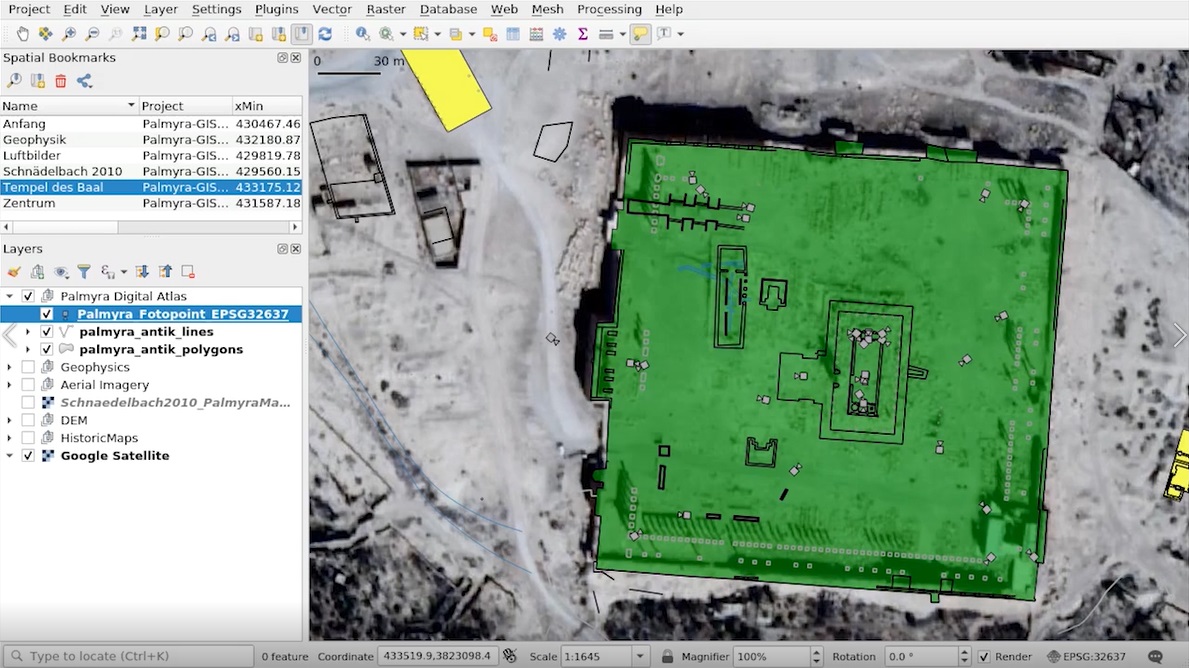 Project Edit View Layer Settings Plugins Vector Raster Database Web Mesh Processing Help
Spatial Bookmarks
Name Project xMin
Anfang Palmyra-GIS... 430467.46
Geophysik Palmyra-GIS... 432180.87
Luftbilder Palmyra-GIS... 429819.78
Schnädelbach 2010 Palmyra-GIS... 429560.15
Tempel des Baal Palmyra-GIS... 433175.12
Zentrum Palmyra-GIS... 431587.18
Layers
Palmyra Digital Atlas
Palmyra_Fotopoint_EPSG32637
palmyra_antik_lines
palmyra_antik_polygons
Geophysics
Aerial Imagery
Schnaedelbach2010_PalmyraMa...
DEM
HistoricMaps
Google Satellite
0 30 m
Type to locate (Ctrl+K) 0 feature Coordinate 433519.9,3823098.4 Scale 1:1645 Magnifier 100% Rotation 0.0 ° Render EPSG:32637